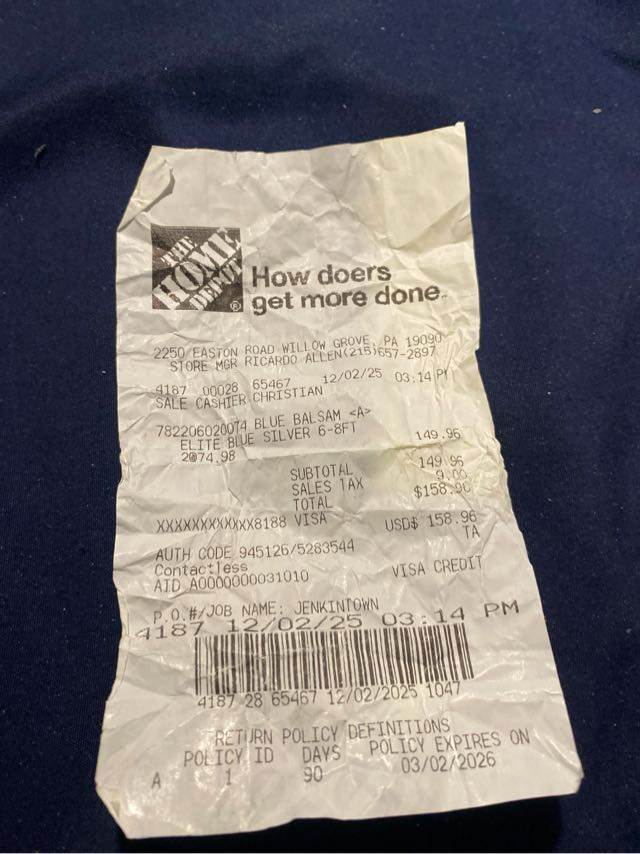 THE
HOME
DEPOT
®
How doers
get more done.
2250 EASTON ROAD WILLOW GROVE, PA 19090
STORE MGR RICARDO ALLEN(215)657-2897
4187 00028 65467 12/02/25 03:14 PM
SALE CASHIER CHRISTIAN
782206020074 BLUE BALSAM <A>
ELITE BLUE SILVER 6-8FT
2@74.98 149.96
SUBTOTAL 149.96
SALES TAX 9.00
TOTAL $158.96
XXXXXXXXXXXX8188 VISA
USD$ 158.96
TA
AUTH CODE 945126/5283544
Contactless
AID A0000000031010 VISA CREDIT
P.O.#/JOB NAME: JENKINTOWN
4187 12/02/25 03:14 PM
4187 28 65467 12/02/2025 1047
RETURN POLICY DEFINITIONS
POLICY ID DAYS POLICY EXPIRES ON
A 1 90 03/02/2026